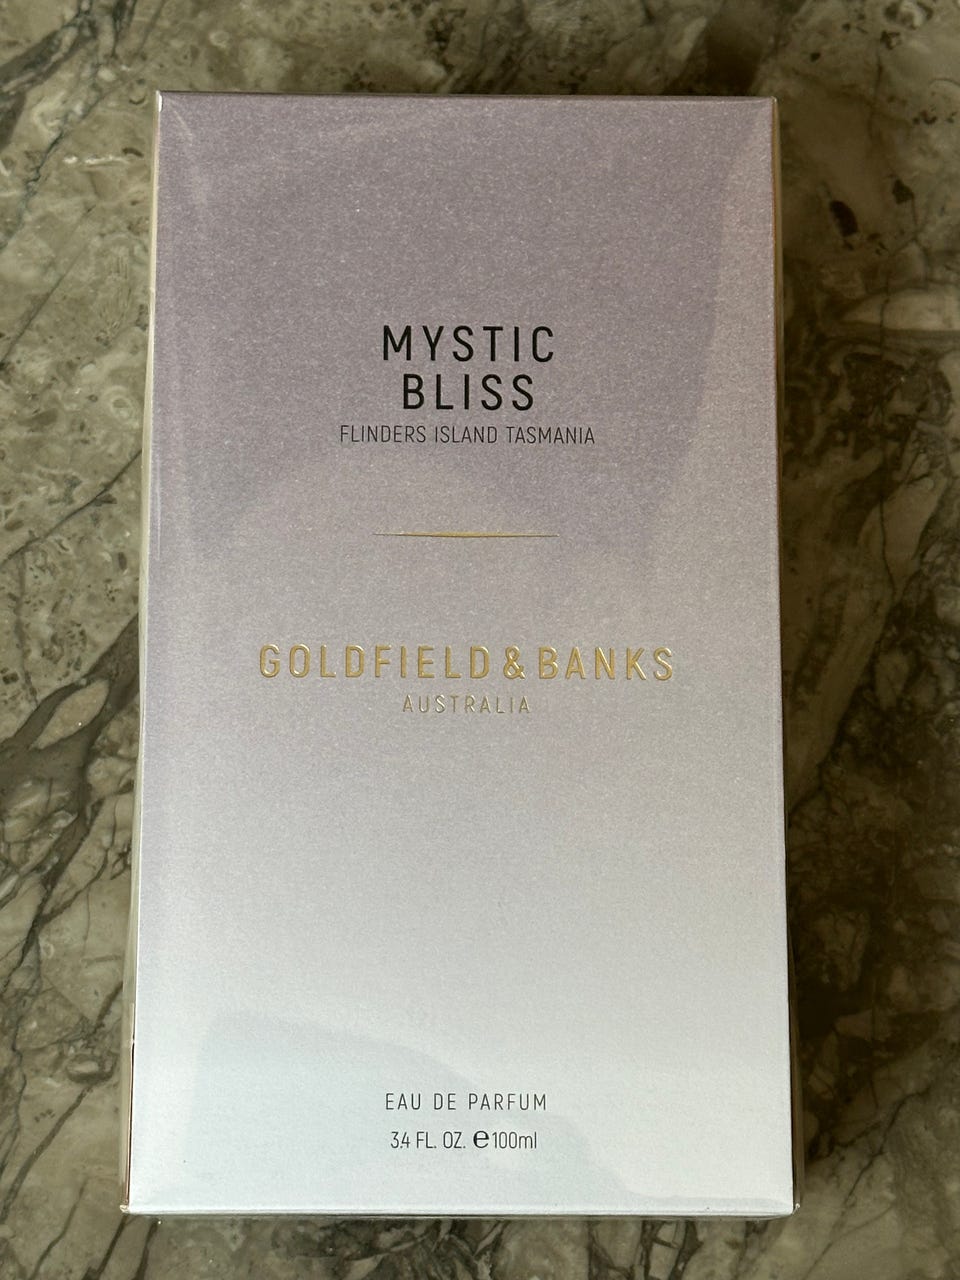 MYSTIC
BLISS
FLINDERS ISLAND TASMANIA
GOLDFIELD & BANKS
AUSTRALIA
EAU DE PARFUM
3.4 FL. OZ. ℮100ml